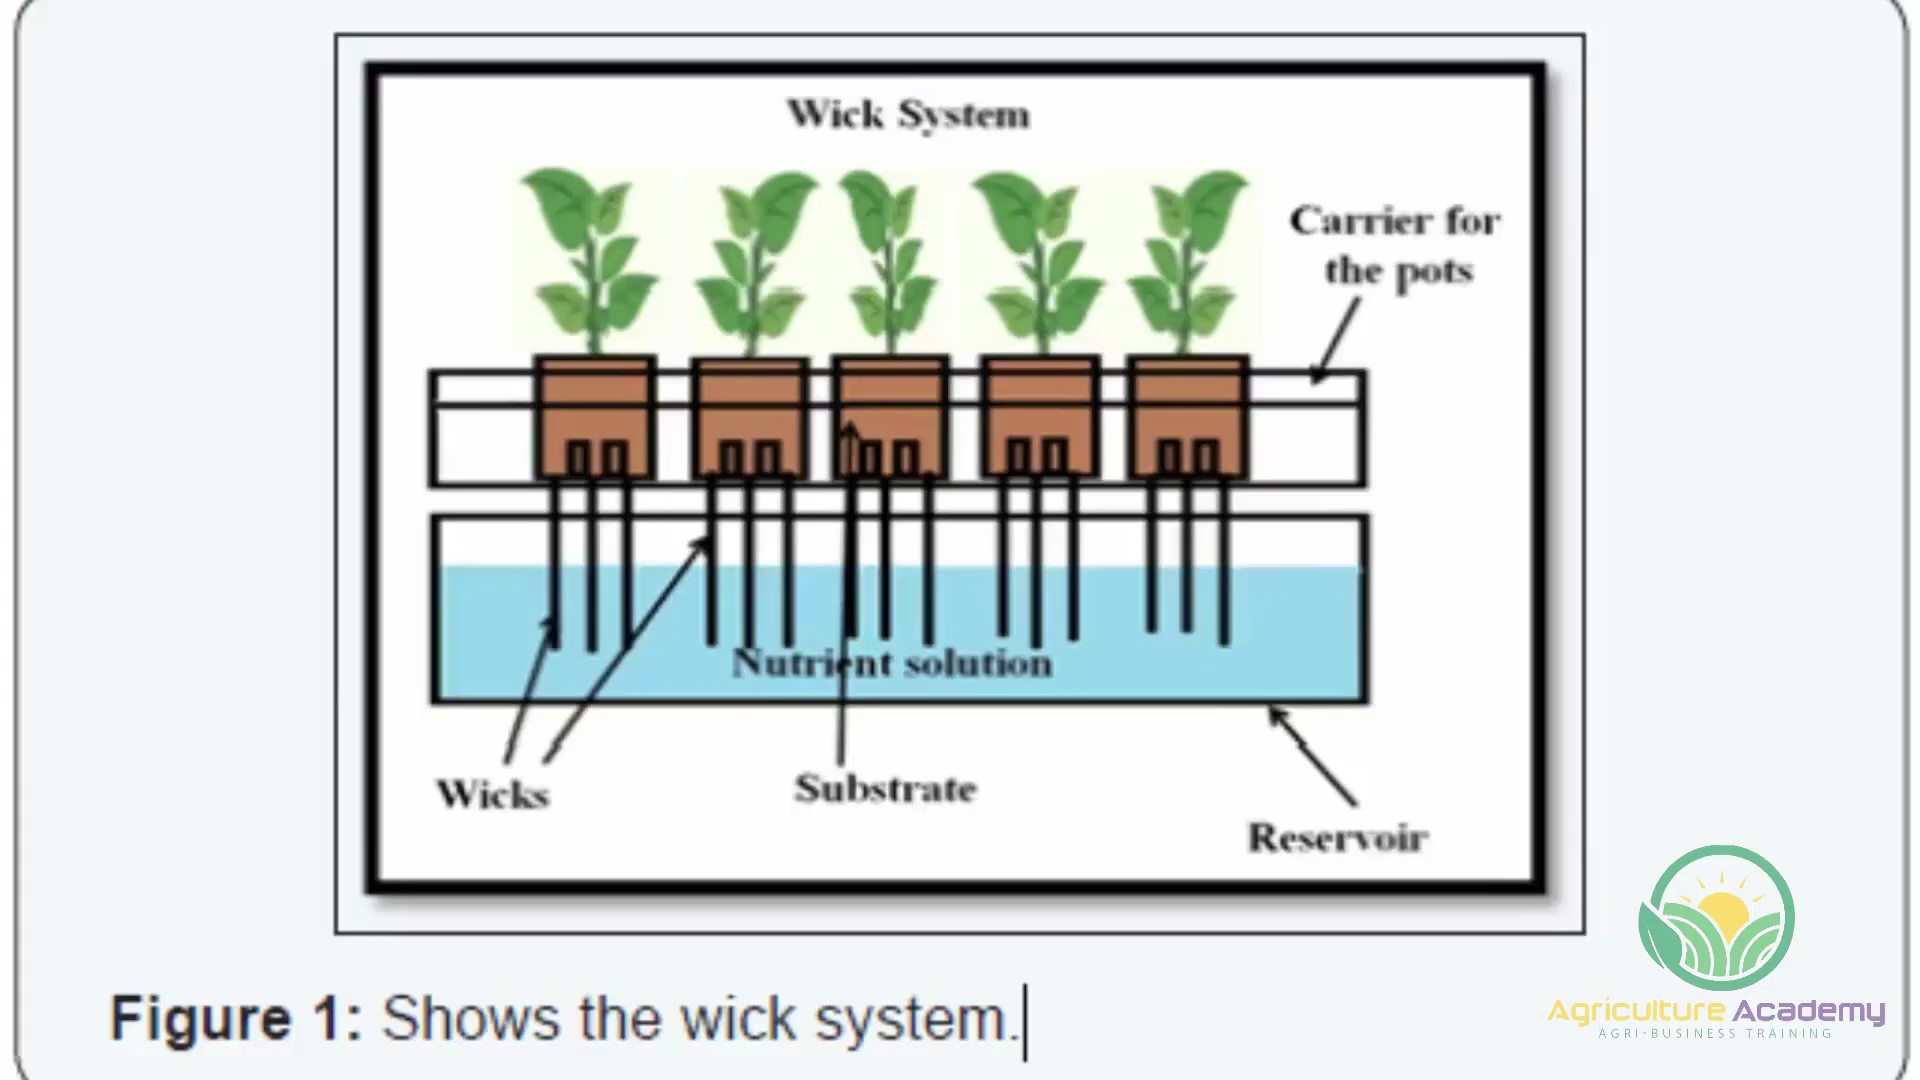 Wick System
Carrier for
the pots
Nutrient solution
Wicks
Substrate
Reservoir
Figure 1: Shows the wick system.
Agriculture Academy
AGRI-BUSINESS TRAINING